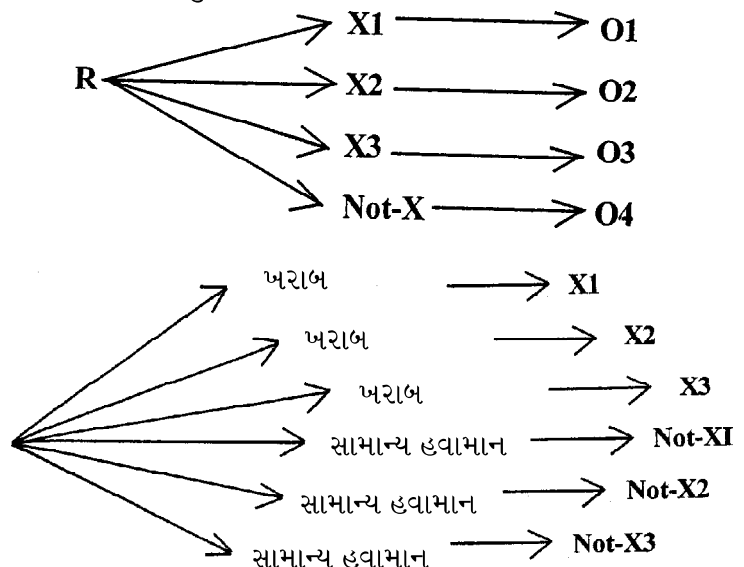 X1 O1
R X2 O2
X3 O3
Not-X O4
ખરાબ X1
ખરાબ X2
ખરાબ X3
સામાન્ય હવામાન Not-XI
સામાન્ય હવામાન Not-X2
સામાન્ય હવામાન Not-X3